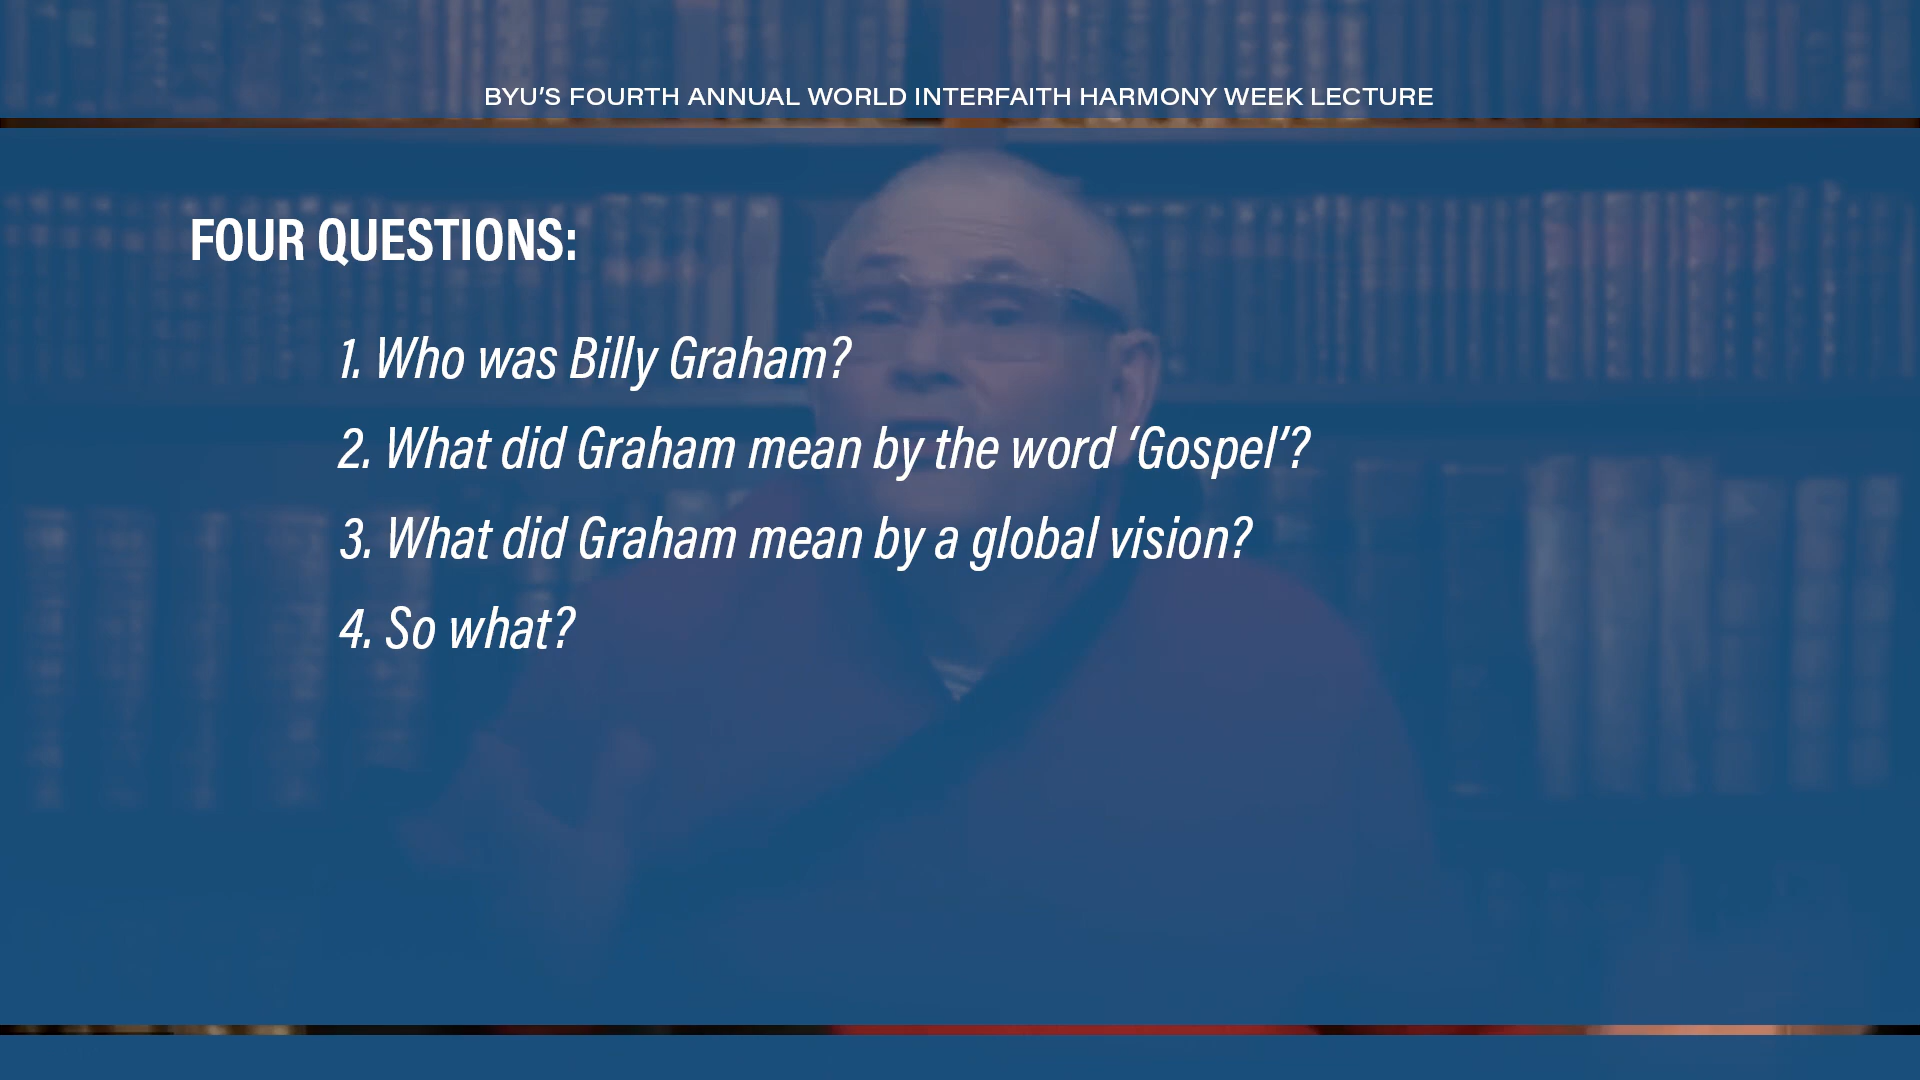 BYU’S FOURTH ANNUAL WORLD INTERFAITH HARMONY WEEK LECTURE
FOUR QUESTIONS:
1. Who was Billy Graham?
2. What did Graham mean by the word ‘Gospel’?
3. What did Graham mean by a global vision?
4. So what?